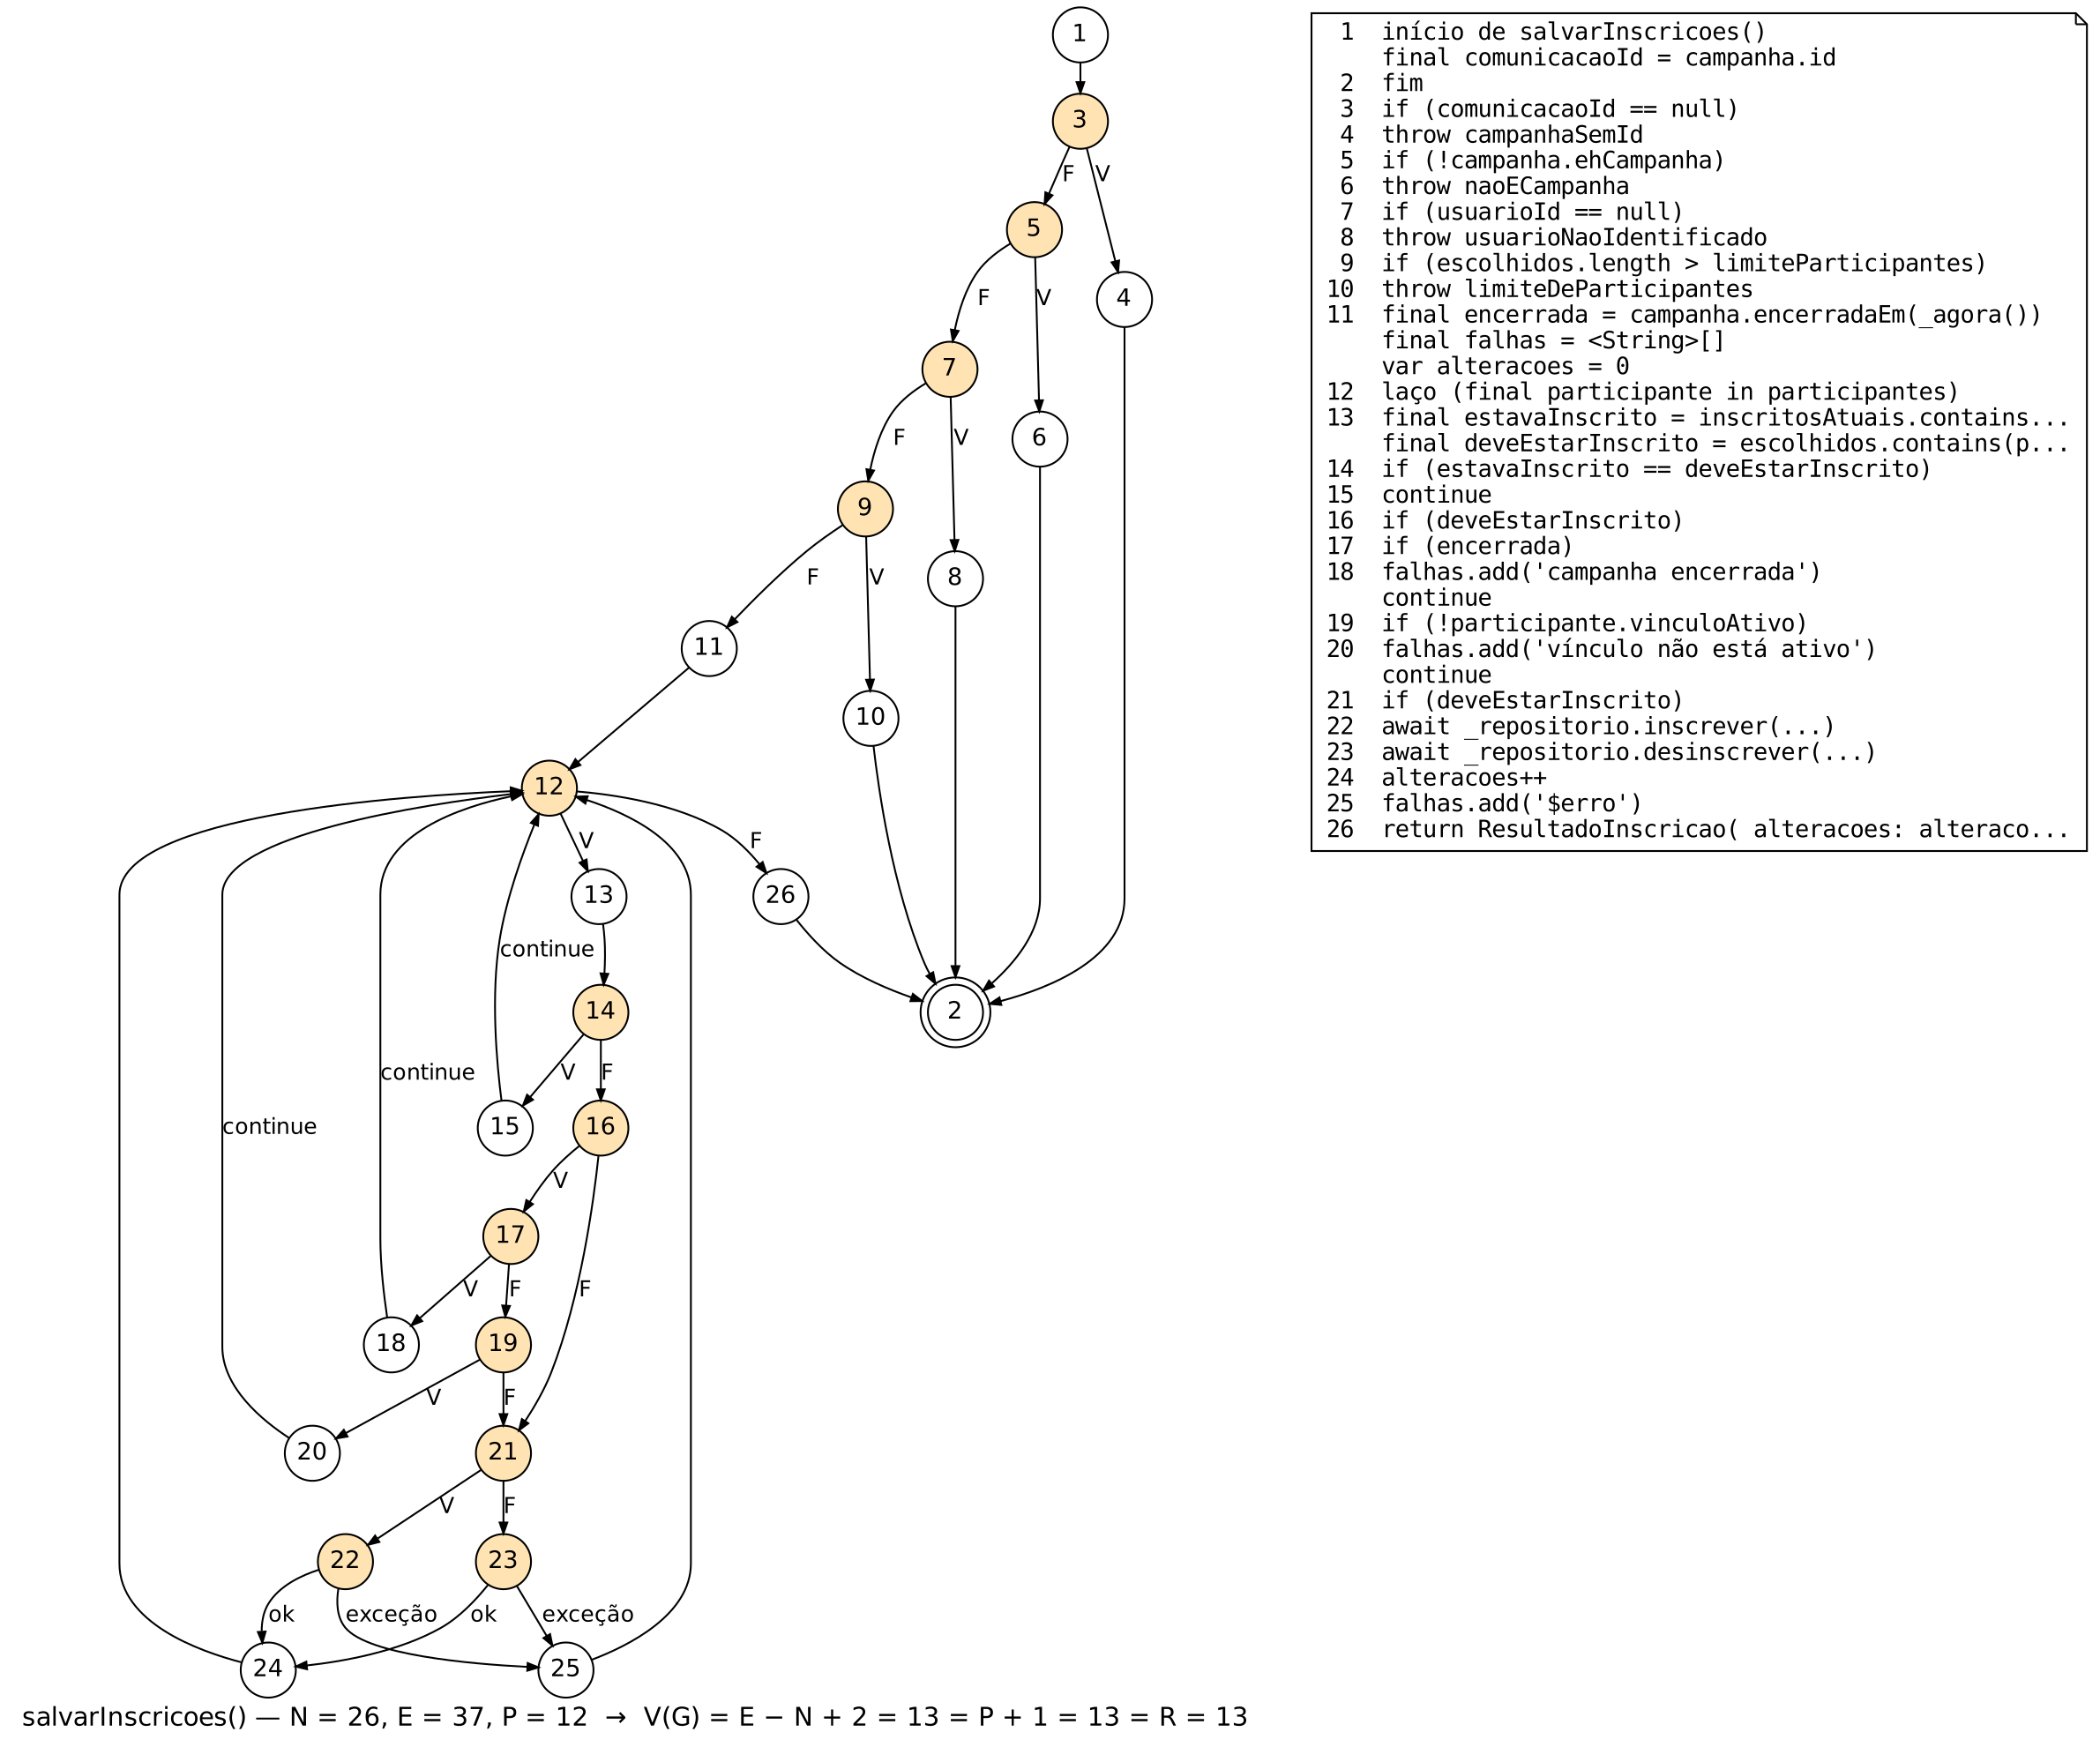 1
3
F
V
5
4
F
V
7
6
F
V
9
8
F
V
11
10
12
V
F
13
26
continue
14
2
continue
V
F
15
16
continue
V
17
V
F
F
18
19
V
F
20
21
V
F
22
23
ok
exceção
ok
exceção
24
25
salvarInscricoes() — N = 26, E = 37, P = 12 → V(G) = E − N + 2 = 13 = P + 1 = 13 = R = 13
1 início de salvarInscricoes()
final comunicacaoId = campanha.id
2 fim
3 if (comunicacaoId == null)
4 throw campanhaSemId
5 if (!campanha.ehCampanha)
6 throw naoECampanha
7 if (usuarioId == null)
8 throw usuarioNaoIdentificado
9 if (escolhidos.length > limiteParticipantes)
10 throw limiteDeParticipantes
11 final encerrada = campanha.encerradaEm(_agora())
final falhas = <String>[]
var alteracoes = 0
12 laço (final participante in participantes)
13 final estavaInscrito = inscritosAtuais.contains...
final deveEstarInscrito = escolhidos.contains(p...
14 if (estavaInscrito == deveEstarInscrito)
15 continue
16 if (deveEstarInscrito)
17 if (encerrada)
18 falhas.add('campanha encerrada')
continue
19 if (!participante.vinculoAtivo)
20 falhas.add('vínculo não está ativo')
continue
21 if (deveEstarInscrito)
22 await _repositorio.inscrever(...)
23 await _repositorio.desinscrever(...)
24 alteracoes++
25 falhas.add('$erro')
26 return ResultadoInscricao( alteracoes: alteraco...